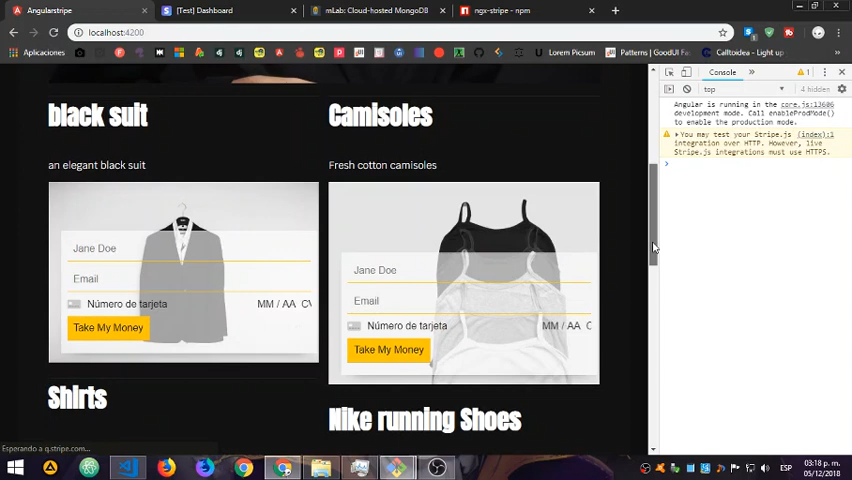 Angularstripe
[Test] Dashboard
mLab: Cloud-hosted MongoDB
ngx-stripe - npm
localhost:4200
Aplicaciones
Lorem Picsum
Patterns | GoodUI Fas
Calltoidea - Light up
Console
1
top
4 hidden
Angular is running in the core.js:13606
development mode. Call enableProdMode()
to enable the production mode.
You may test your Stripe.js (index):1
integration over HTTP. However, live
Stripe.js integrations must use HTTPS.
black suit
Camisoles
an elegant black suit
Fresh cotton camisoles
Jane Doe
Email
Número de tarjeta
MM / AA CV
Take My Money
Jane Doe
Email
Número de tarjeta
MM / AA C
Take My Money
Shirts
Nike running Shoes
Esperando a q.stripe.com...
ESP
03:18 p. m.
05/12/2018